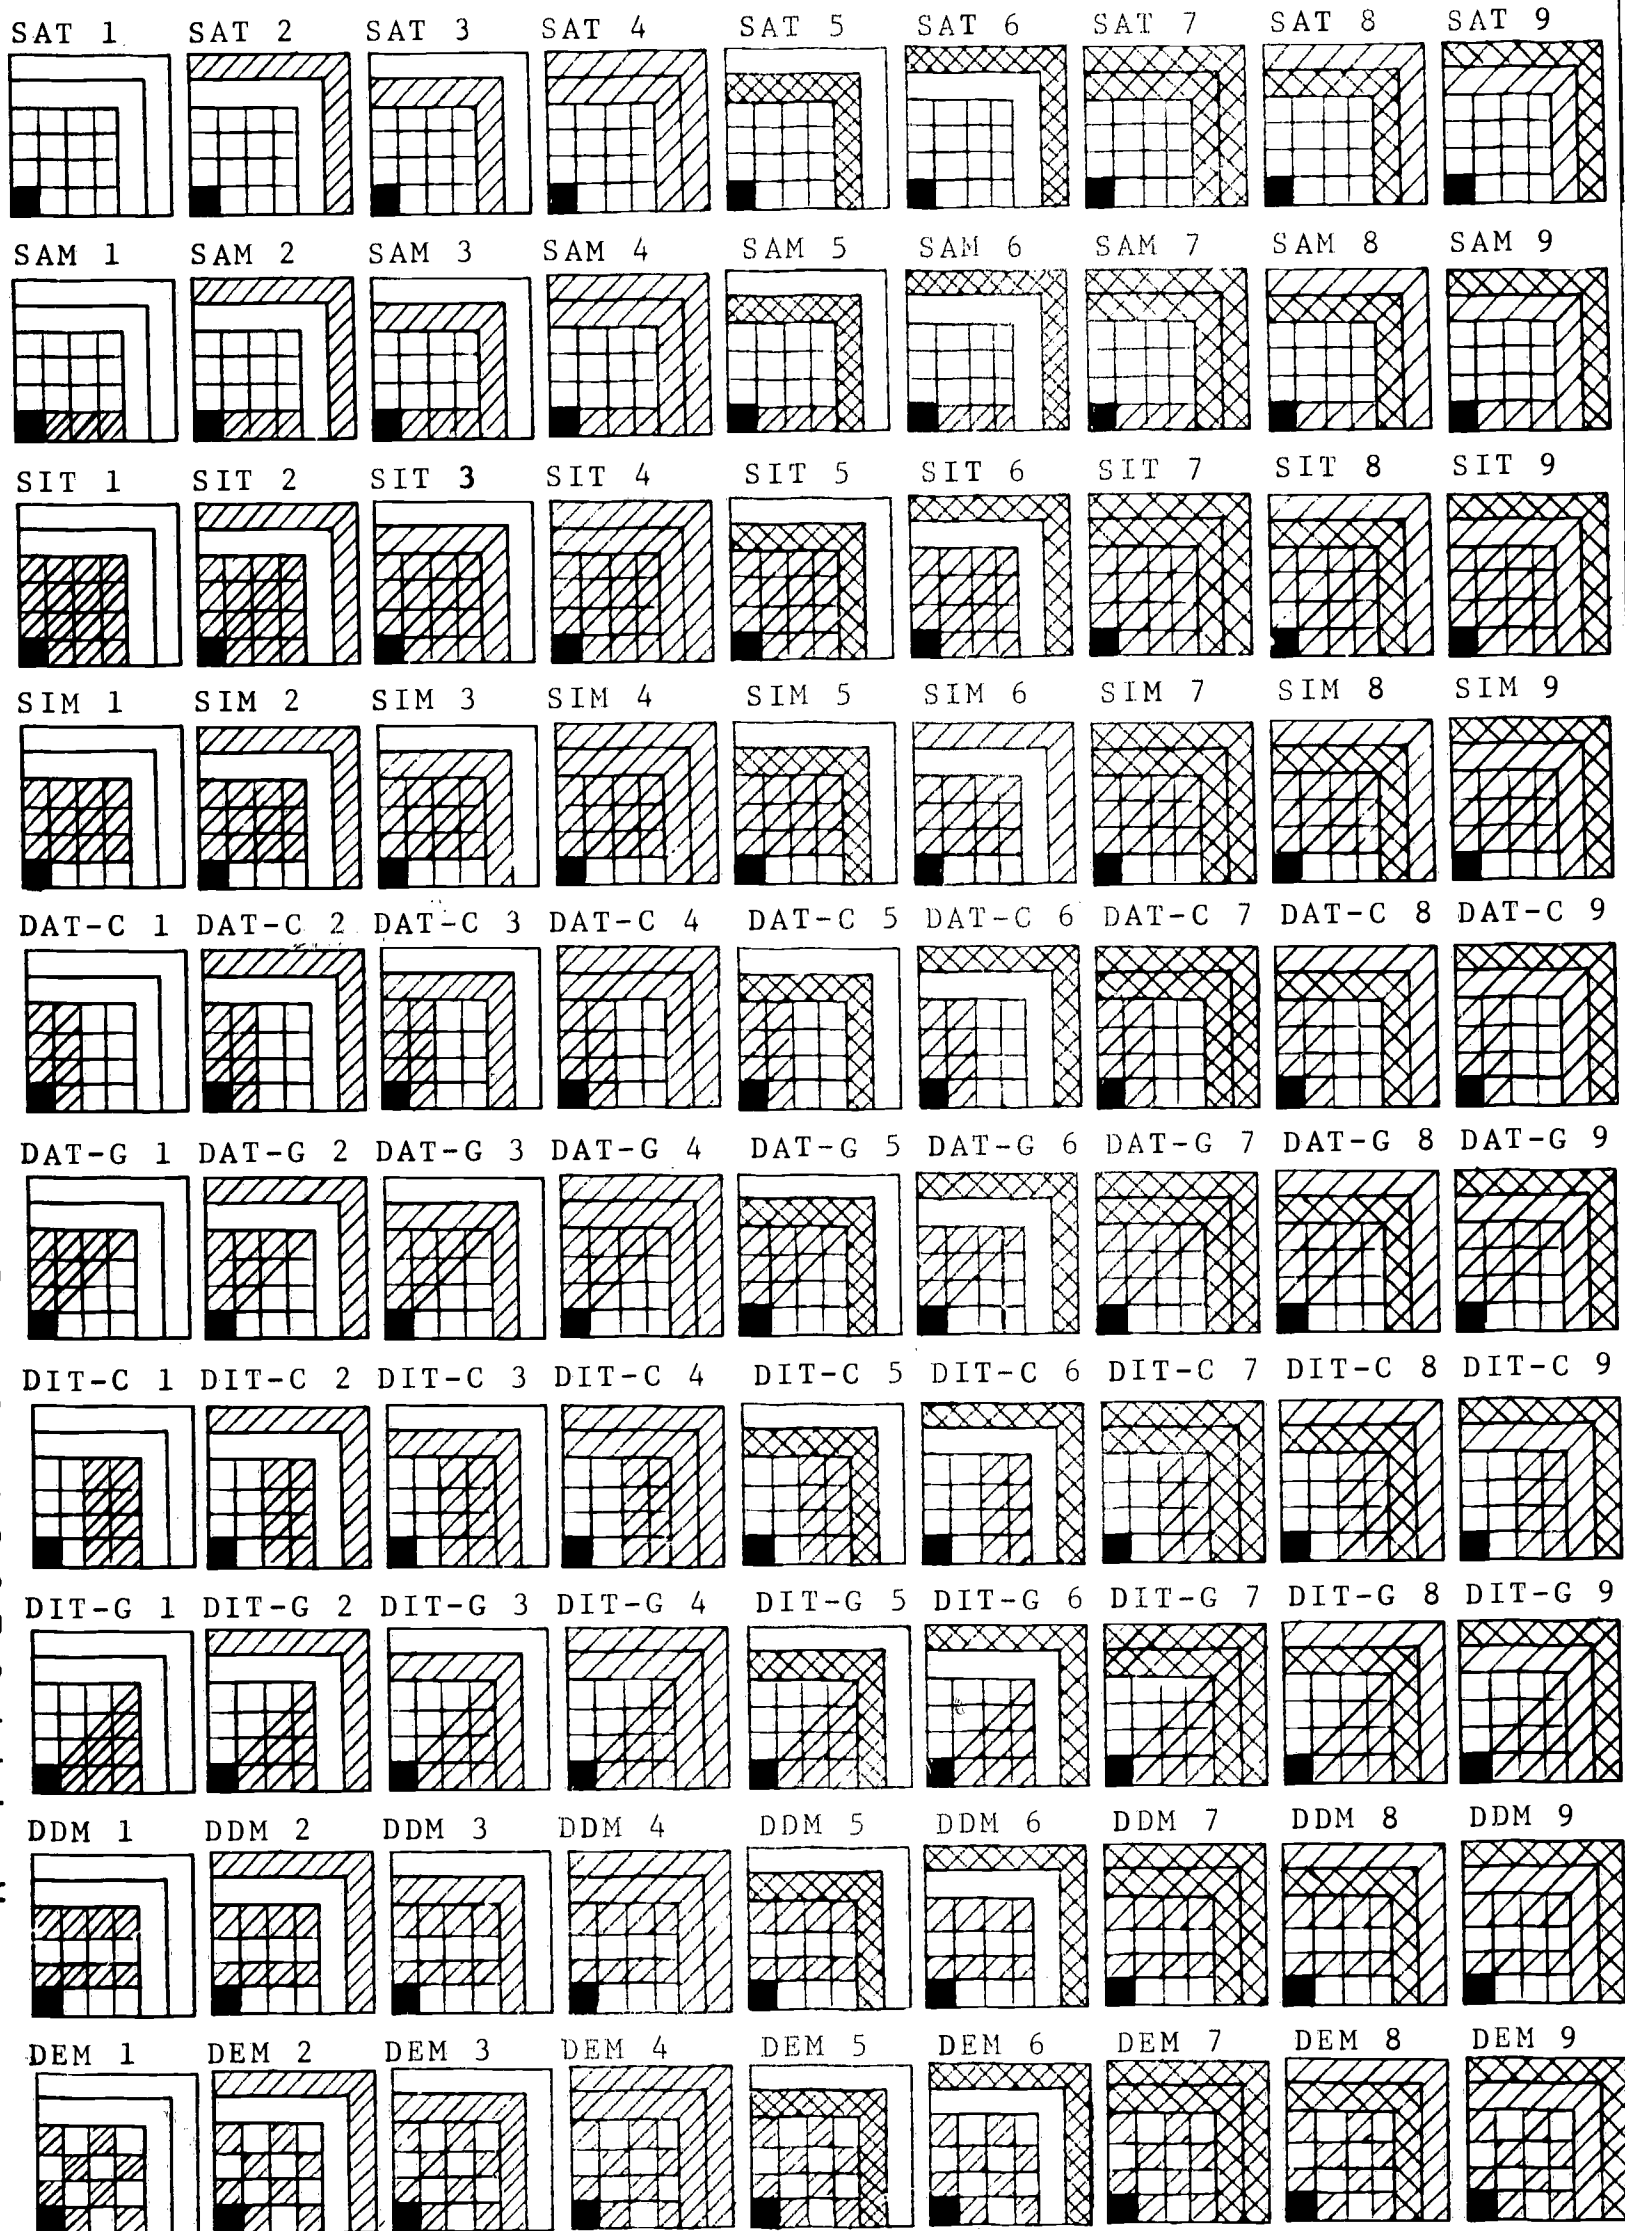 SAT 1 SAT 2 SAT 3 SAT 4 SAT 5 SAT 6 SAT 7 SAT 8 SAT 9
SAM 1 SAM 2 SAM 3 SAM 4 SAM 5 SAM 6 SAM 7 SAM 8 SAM 9
SIT 1 SIT 2 SIT 3 SIT 4 SIT 5 SIT 6 SIT 7 SIT 8 SIT 9
SIM 1 SIM 2 SIM 3 SIM 4 SIM 5 SIM 6 SIM 7 SIM 8 SIM 9
DAT-C 1 DAT-C 2 DAT-C 3 DAT-C 4 DAT-C 5 DAT-C 6 DAT-C 7 DAT-C 8 DAT-C 9
DAT-G 1 DAT-G 2 DAT-G 3 DAT-G 4 DAT-G 5 DAT-G 6 DAT-G 7 DAT-G 8 DAT-G 9
DIT-C 1 DIT-C 2 DIT-C 3 DIT-C 4 DIT-C 5 DIT-C 6 DIT-C 7 DIT-C 8 DIT-C 9
DIT-G 1 DIT-G 2 DIT-G 3 DIT-G 4 DIT-G 5 DIT-G 6 DIT-G 7 DIT-G 8 DIT-G 9
DDM 1 DDM 2 DDM 3 DDM 4 DDM 5 DDM 6 DDM 7 DDM 8 DDM 9
DEM 1 DEM 2 DEM 3 DEM 4 DEM 5 DEM 6 DEM 7 DEM 8 DEM 9